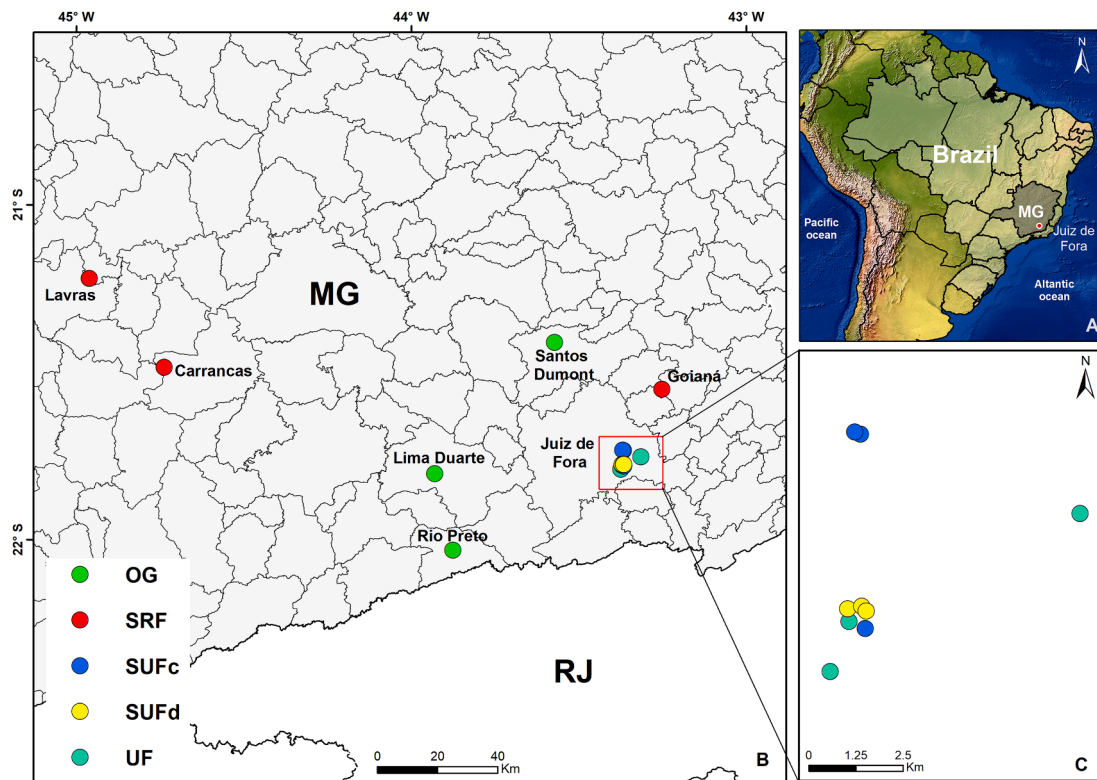 45° W
44° W
43° W
21° S
22° S
MG
Lavras
Carrancas
Santos
Dumont
Goianá
Juiz de
Fora
Lima Duarte
Rio Preto
RJ
OG
SRF
SUFc
SUFd
UF
0 10 20 40
Km
B
N
Brazil
MG
Juiz de
Fora
Pacific
ocean
Altantic
ocean
A
N
0 1.25 2.5
Km
C